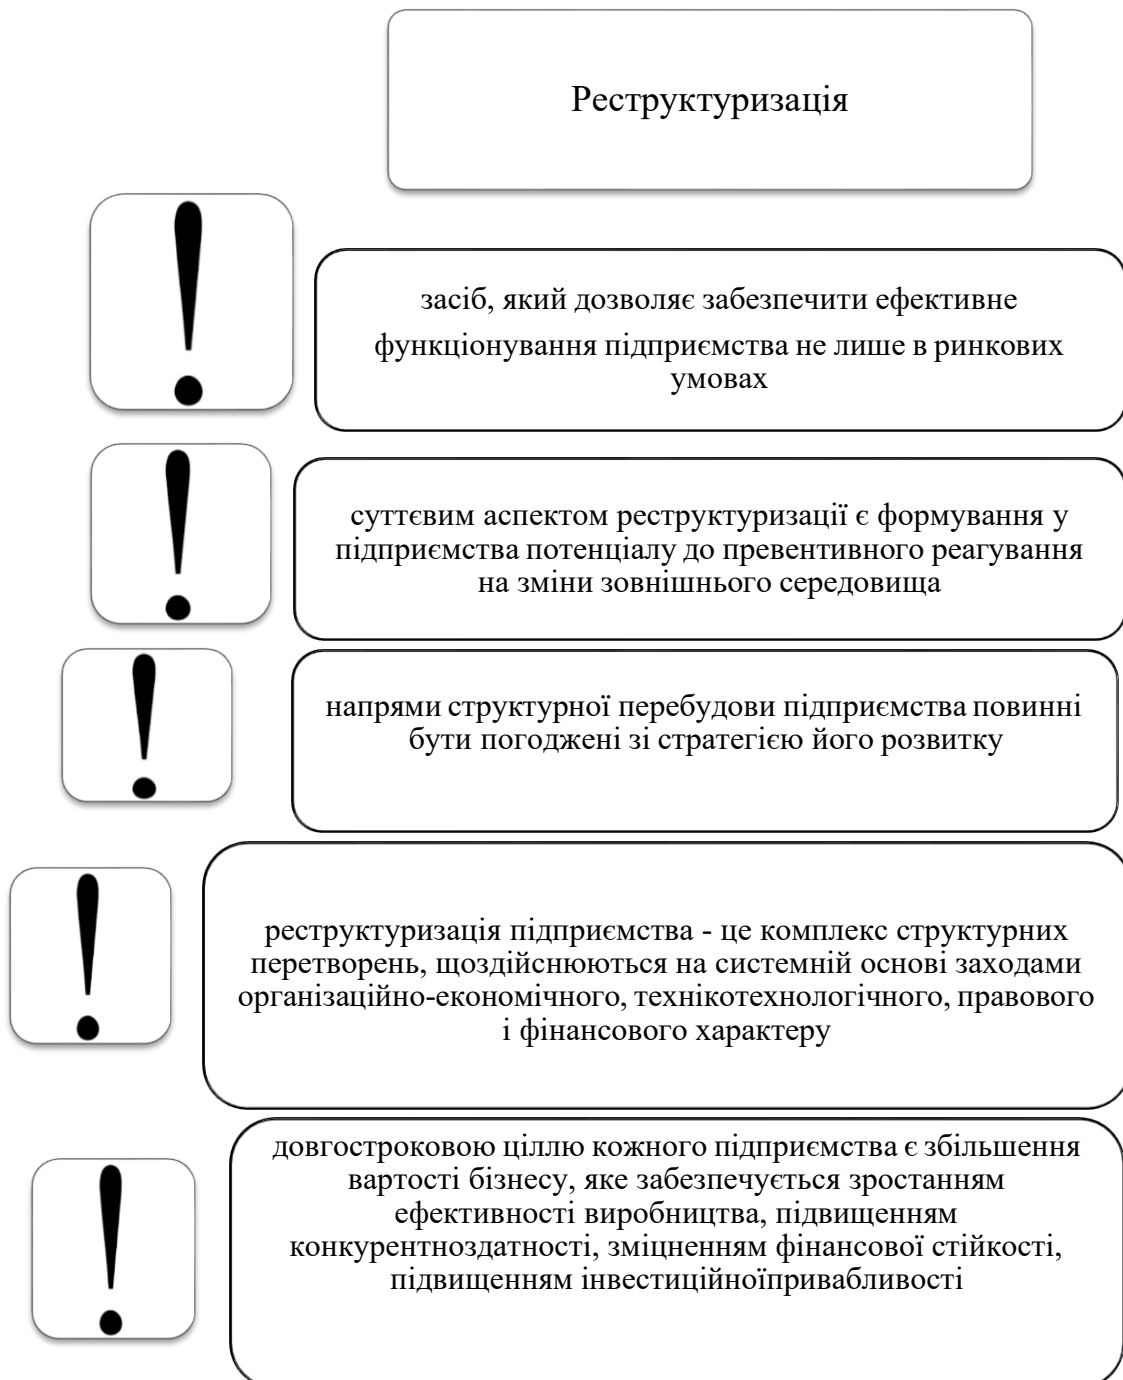 Реструктуризація
засіб, який дозволяє забезпечити ефективне
функціонування підприємства не лише в ринкових
умовах
суттєвим аспектом реструктуризації є формування у
підприємства потенціалу до превентивного реагування
на зміни зовнішнього середовища
напрями структурної перебудови підприємства повинні
бути погоджені зі стратегією його розвитку
реструктуризація підприємства - це комплекс структурних
перетворень, щоздійснюються на системній основі заходами
організаційно-економічного, технікотехнологічного, правового
і фінансового характеру
довгостроковою ціллю кожного підприємства є збільшення
вартості бізнесу, яке забезпечується зростанням
ефективності виробництва, підвищенням
конкурентноздатності, зміцненням фінансової стійкості,
підвищенням інвестиційноїпривабливості